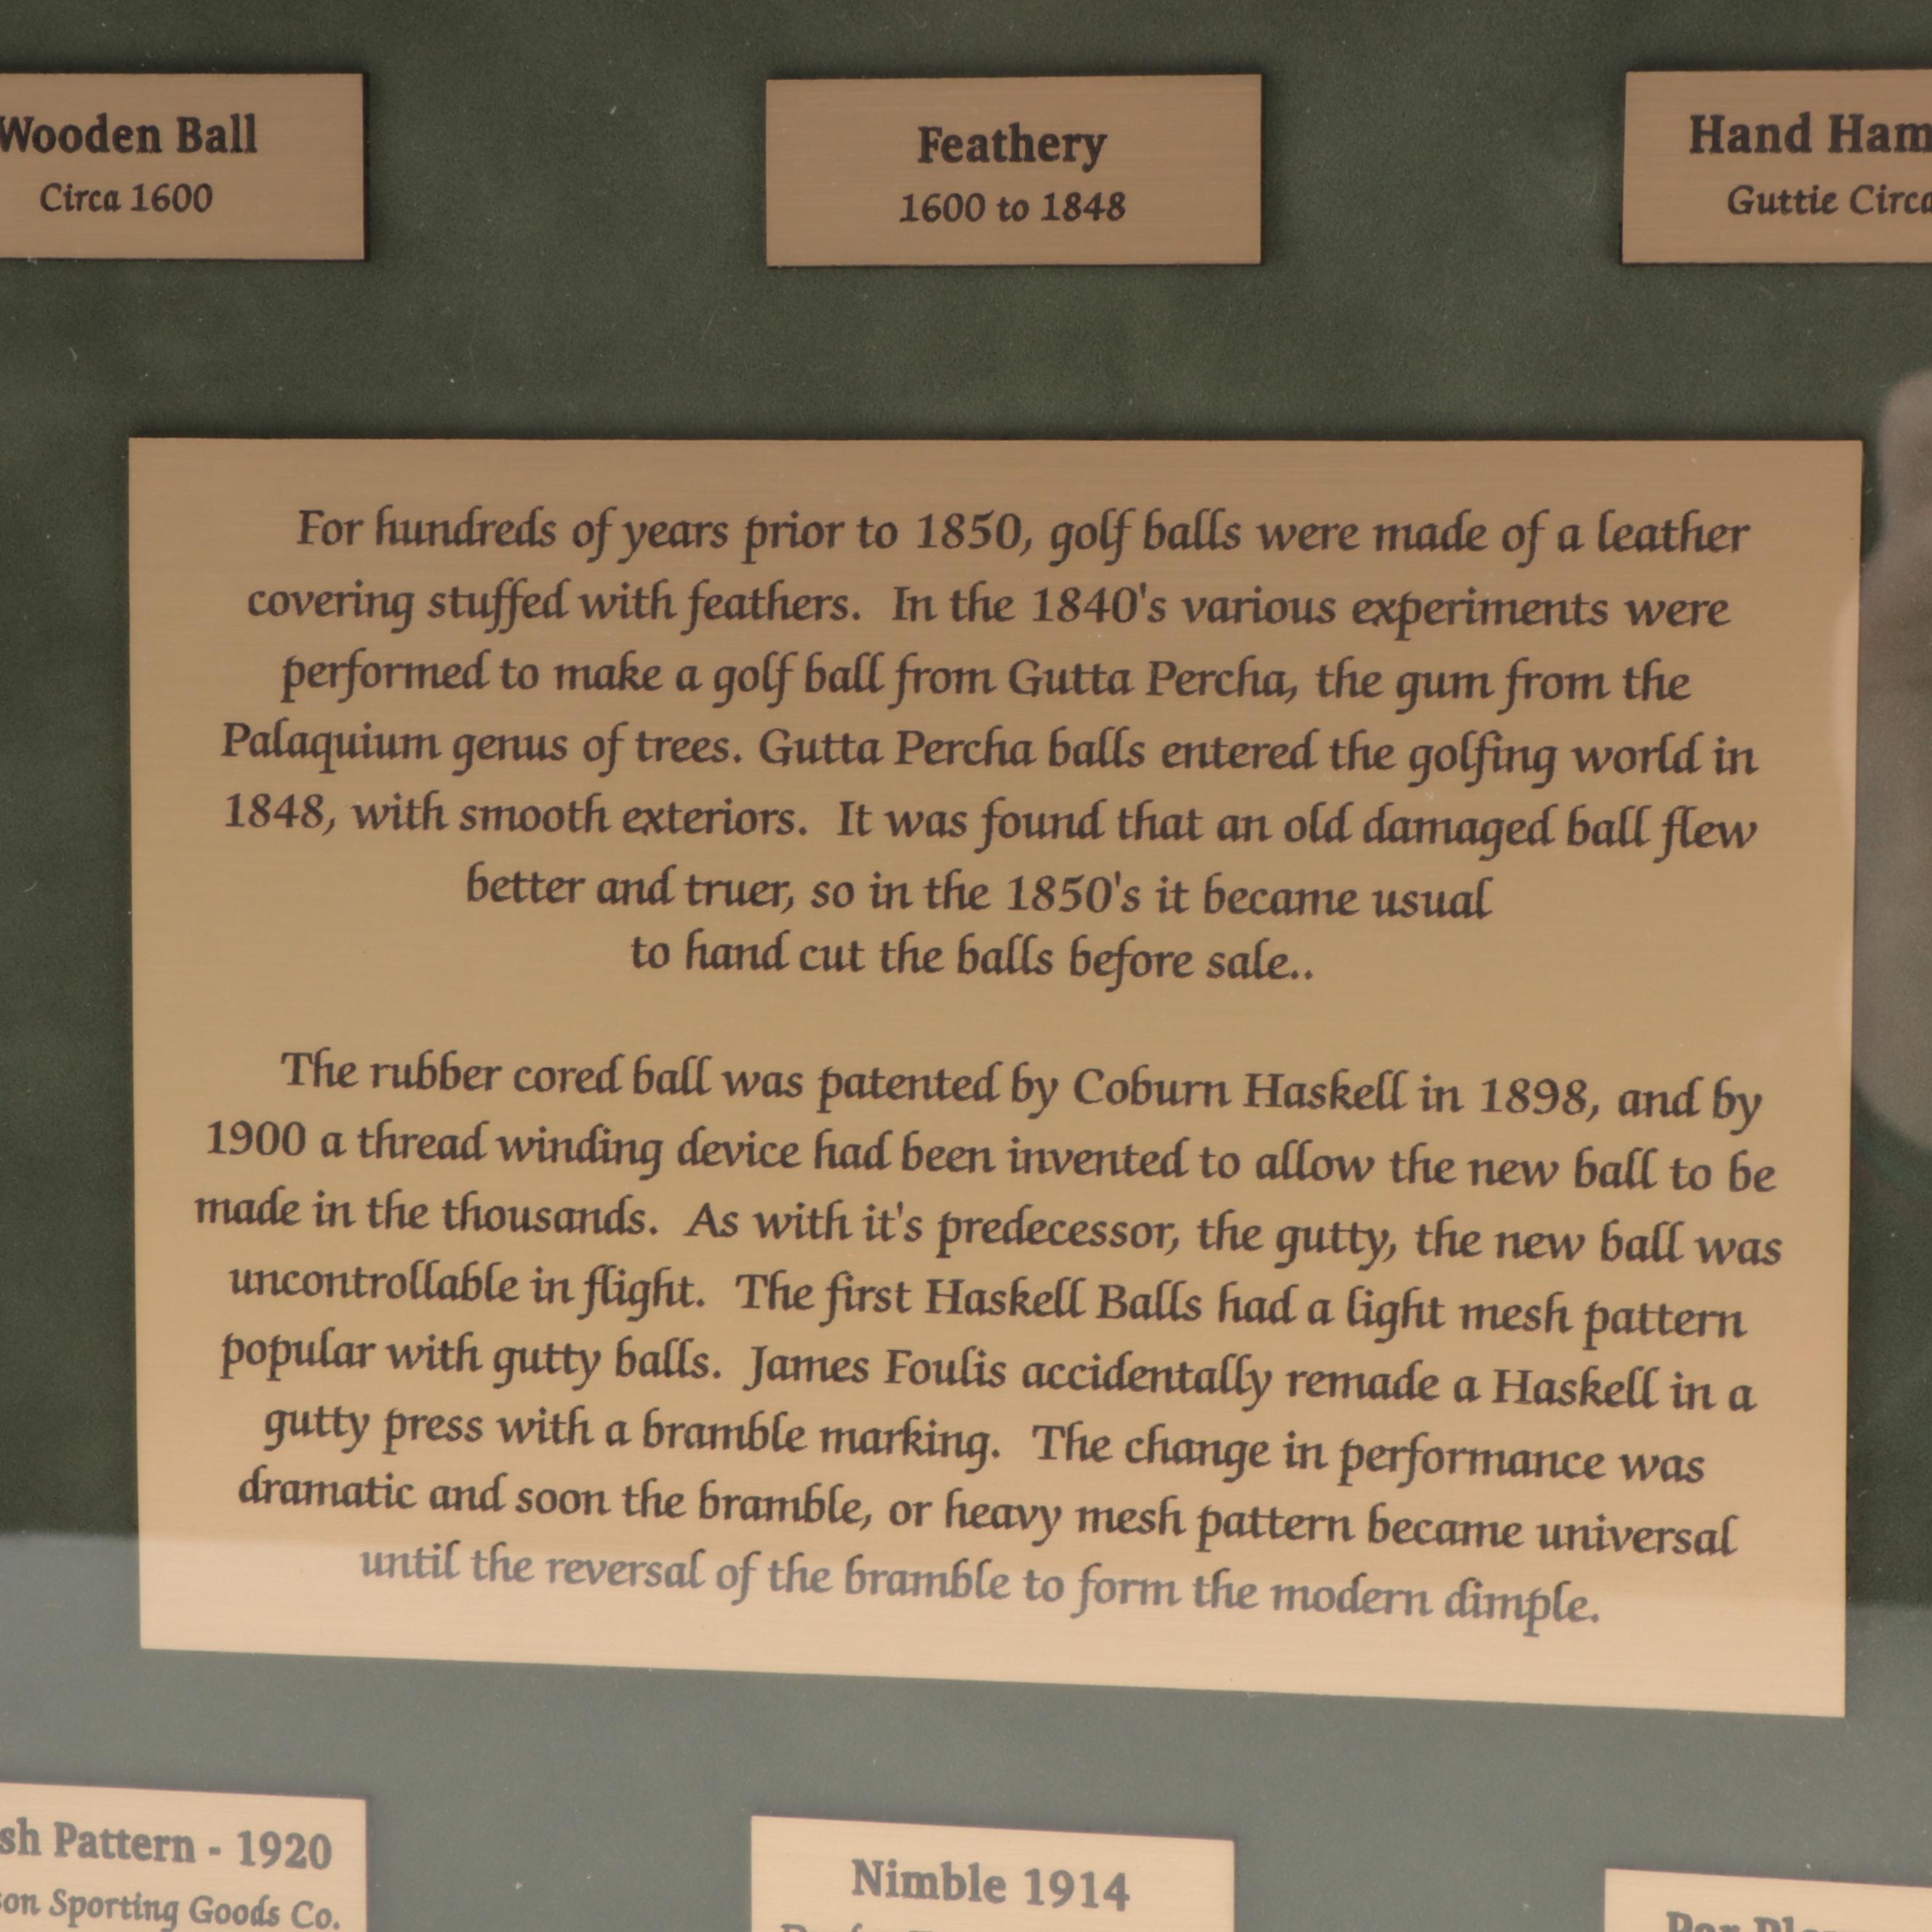 Wooden Ball
Circa 1600
Feathery
1600 to 1848
Hand
Guttie
For hundreds of years prior to 1850, golf balls were made of a leather
covering stuffed with feathers. In the 1840's various experiments were
performed to make a golf ball from Gutta Percha, the gum from the
Palaquium genus of trees. Gutta Percha balls entered the golfing world in
1848, with smooth exteriors. It was found that an old damaged ball flew
better and truer, so in the 1850's it became usual
to hand cut the balls before sale..
The rubber cored ball was patented by Coburn Haskell in 1898, and by
1900 a thread winding device had been invented to allow the new ball to be
made in the thousands. As with it's predecessor, the gutty, the new ball was
uncontrollable in flight. The first Haskell Balls had a light mesh pattern
popular with gutty balls. James Foulis accidentally remade a Haskell in a
gutty press with a bramble marking. The change in performance was
dramatic and soon the bramble, or heavy mesh pattern became universal
until the reversal of the bramble to form the modern dimple.
Pattern - 1920
Sporting Goods Co.
Nimble 1914